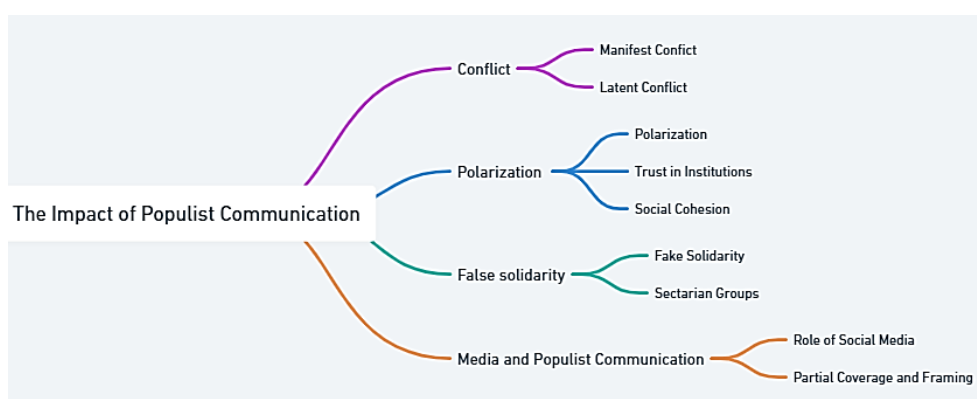 The Impact of Populist Communication
Conflict
Manifest Confict
Latent Conflict
Polarization
Polarization
Trust in Institutions
Social Cohesion
False solidarity
Fake Solidarity
Sectarian Groups
Media and Populist Communication
Role of Social Media
Partial Coverage and Framing